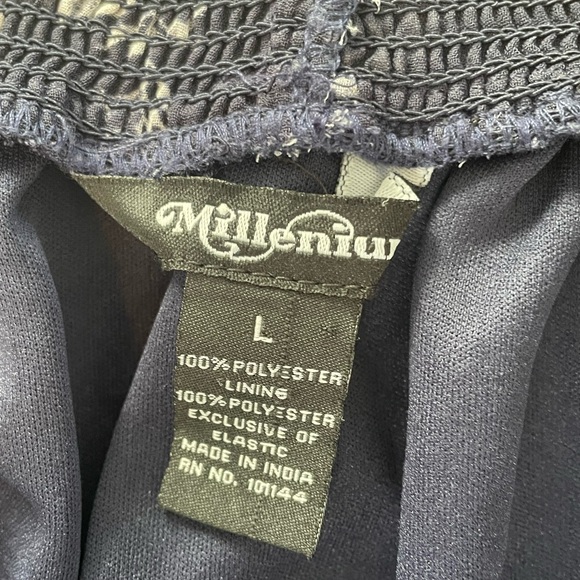 Milleniu
L
100% POLYESTER
LINING
100% POLYESTER
EXCLUSIVE OF
ELASTIC
MADE IN INDIA
RN NO. 101144